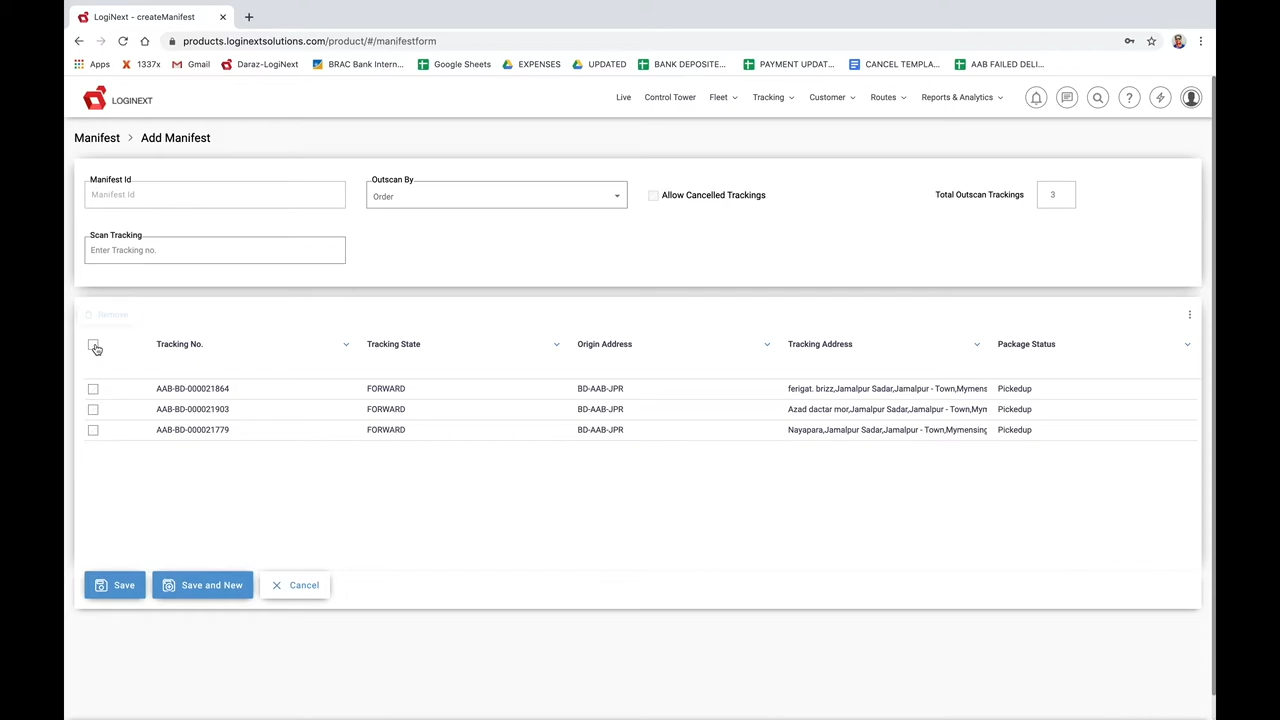 LogiNext - createManifest
products.loginextsolutions.com/product/#/manifestform
Apps 1337x Gmail Daraz-LogiNext BRAC Bank Intern... Google Sheets EXPENSES UPDATED BANK DEPOSITE... PAYMENT UPDAT... CANCEL TEMPLA... AAB FAILED DELI...
LOGINEXT Live Control Tower Fleet Tracking Customer Routes Reports & Analytics
Manifest > Add Manifest
Manifest Id Outscan By
Manifest Id Order Allow Cancelled Trackings Total Outscan Trackings 3
Scan Tracking
Enter Tracking no.
Remove
Tracking No. Tracking State Origin Address Tracking Address Package Status
AAB-BD-000021864 FORWARD BD-AAB-JPR ferigat. brizz,Jamalpur Sadar,Jamalpur - Town,Mymens Pickedup
AAB-BD-000021903 FORWARD BD-AAB-JPR Azad dactar mor,Jamalpur Sadar,Jamalpur - Town,Mym Pickedup
AAB-BD-000021779 FORWARD BD-AAB-JPR Nayapara,Jamalpur Sadar,Jamalpur - Town,Mymensing Pickedup
Save Save and New Cancel